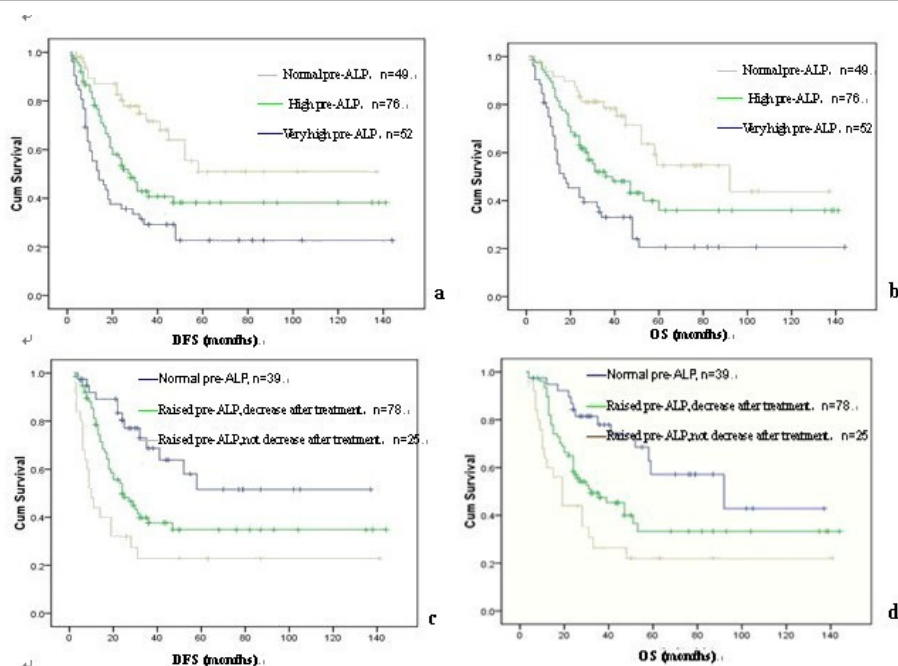 Normal pre-ALP. n=49
High pre-ALP. n=76
Very high pre-ALP. n=52
Cum Survival
1.0
0.8
0.6
0.4
0.2
0.0
0 20 40 60 80 100 120 140
DFS (months)
a
Normal pre-ALP. n=49
High pre-ALP. n=76
Very high pre-ALP. n=52
Cum Survival
1.0
0.8
0.6
0.4
0.2
0.0
0 20 40 60 80 100 120 140
OS (months)
b
Normal pre-ALP, n=39
Raised pre-ALP, decrease after treatment. n=78
Raised pre-ALP, not decrease after treatment. n=25
Cum Survival
1.0
0.8
0.6
0.4
0.2
0.0
0 20 40 60 80 100 120 140
DFS (months)
c
Normal pre-ALP, n=39
Raised pre-ALP, decrease after treatment. n=78
Raised pre-ALP, not decrease after treatment. n=25
Cum Survival
1.0
0.8
0.6
0.4
0.2
0.0
0 20 40 60 80 100 120 140
OS (months)
d